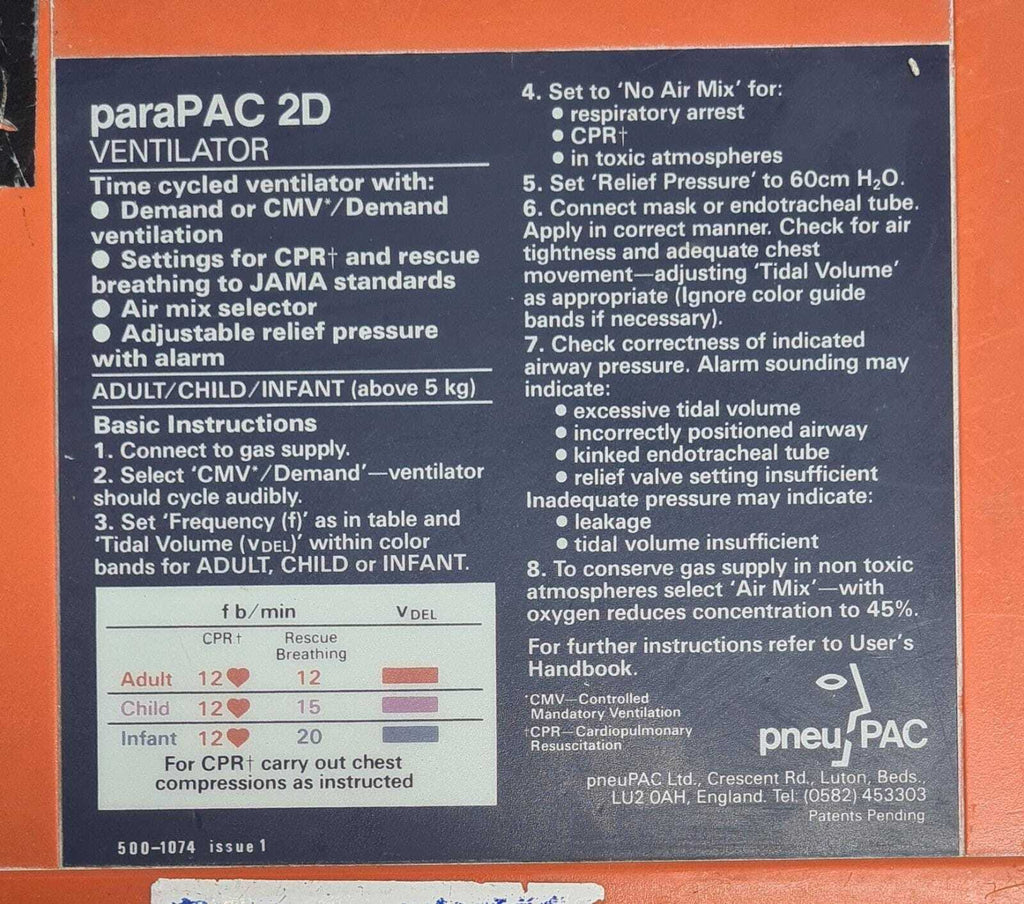 paraPAC 2D
VENTILATOR
Time cycled ventilator with:
● Demand or CMV*/Demand
ventilation
● Settings for CPR† and rescue
breathing to JAMA standards
● Air mix selector
● Adjustable relief pressure
with alarm
ADULT/CHILD/INFANT (above 5 kg)
Basic Instructions
1. Connect to gas supply.
2. Select ‘CMV*/Demand’—ventilator
should cycle audibly.
3. Set ‘Frequency (f)’ as in table and
‘Tidal Volume (VDEL)’ within color
bands for ADULT, CHILD or INFANT.
f b/min VDEL
CPR† Rescue
Breathing
Adult 12♥ 12
Child 12♥ 15
Infant 12♥ 20
For CPR† carry out chest
compressions as instructed
500–1074 issue 1
4. Set to ‘No Air Mix’ for:
● respiratory arrest
● CPR†
● in toxic atmospheres
5. Set ‘Relief Pressure’ to 60cm H₂O.
6. Connect mask or endotracheal tube.
Apply in correct manner. Check for air
tightness and adequate chest
movement—adjusting ‘Tidal Volume’
as appropriate (Ignore color guide
bands if necessary).
7. Check correctness of indicated
airway pressure. Alarm sounding may
indicate:
● excessive tidal volume
● incorrectly positioned airway
● kinked endotracheal tube
● relief valve setting insufficient
Inadequate pressure may indicate:
● leakage
● tidal volume insufficient
8. To conserve gas supply in non toxic
atmospheres select ‘Air Mix’—with
oxygen reduces concentration to 45%.
For further instructions refer to User’s
Handbook.
*CMV—Controlled
Mandatory Ventilation
†CPR—Cardiopulmonary
Resuscitation
pneuPAC
pneuPAC Ltd., Crescent Rd., Luton, Beds.,
LU2 0AH, England. Tel: (0582) 453303
Patents Pending